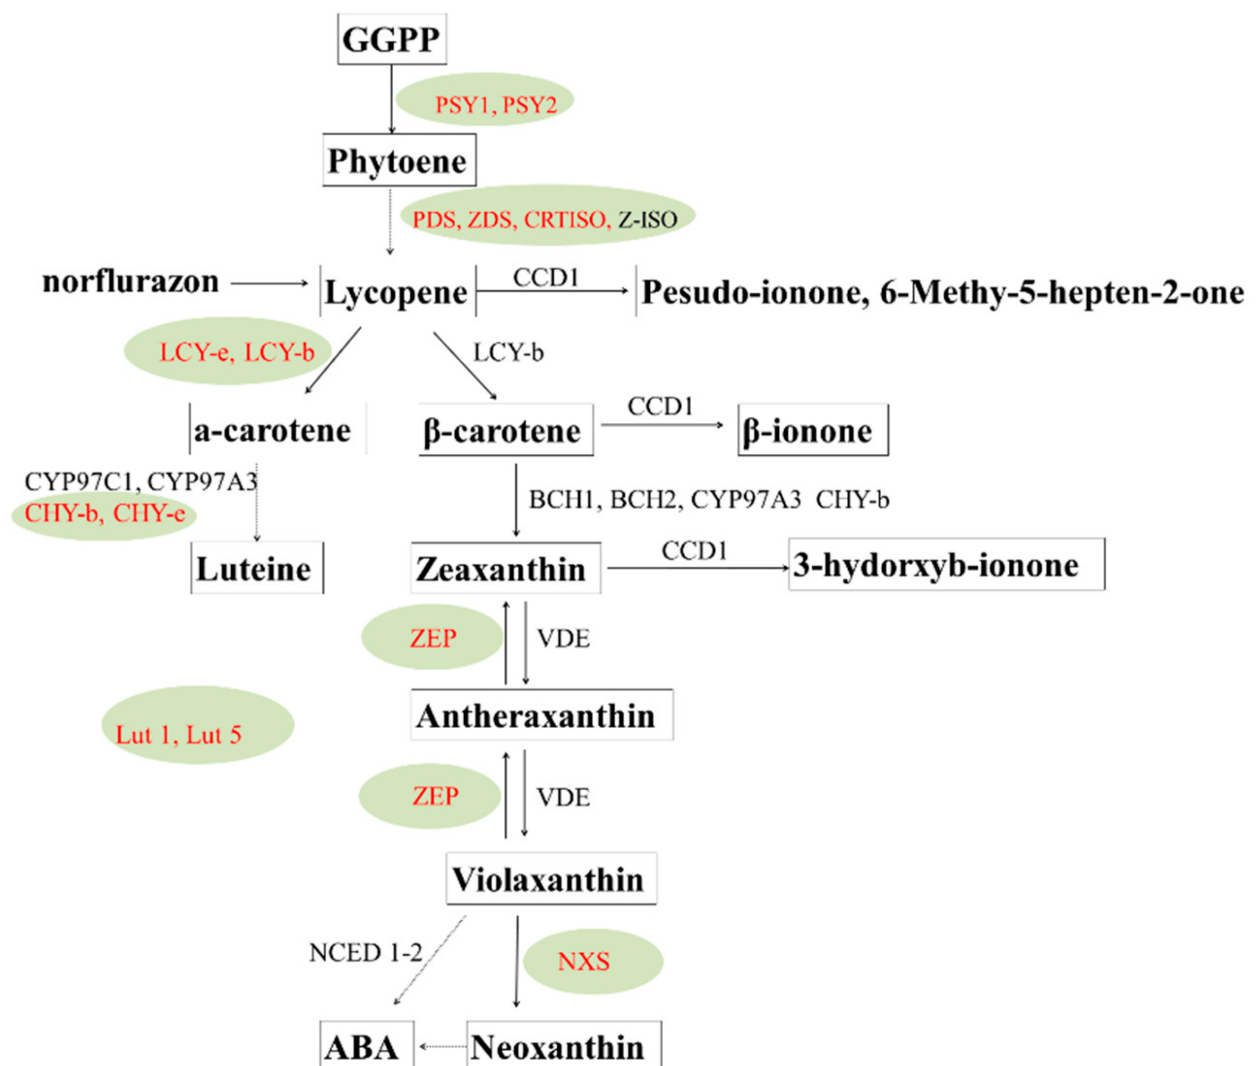 GGPP
PSY1, PSY2
Phytoene
PDS, ZDS, CRTISO, Z-ISO
norflurazon
Lycopene
CCD1
Pesudo-ionone, 6-Methy-5-hepten-2-one
LCY-e, LCY-b
LCY-b
a-carotene
β-carotene
CCD1
β-ionone
CYP97C1, CYP97A3
CHY-b, CHY-e
BCH1, BCH2, CYP97A3 CHY-b
Luteine
Zeaxanthin
CCD1
3-hydorxyb-ionone
ZEP
VDE
Antheraxanthin
Lut 1, Lut 5
ZEP
VDE
Violaxanthin
NCED 1-2
NXS
ABA
Neoxanthin